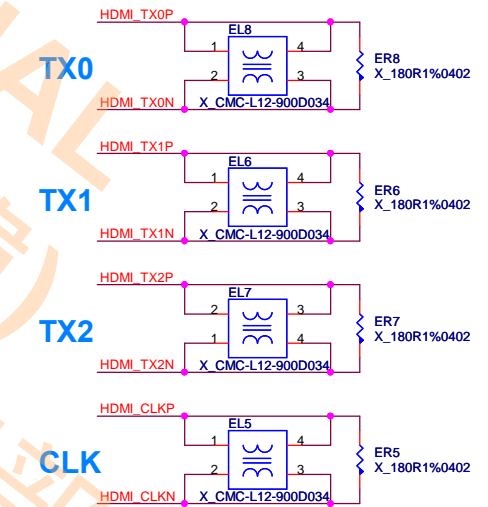 HDMI_TX0P
EL8
1 4
ER8
TX0
X_180R1%0402
2 3
HDMI_TX0N X_CMC-L12-900D034
HDMI_TX1P
EL6
1 4
ER6
TX1
X_180R1%0402
2 3
HDMI_TX1N X_CMC-L12-900D034
HDMI_TX2P
EL7
2 3
ER7
TX2
X_180R1%0402
1 4
HDMI_TX2N X_CMC-L12-900D034
HDMI_CLKP
EL5
1 4
ER5
CLK
X_180R1%0402
2 3
HDMI_CLKN X_CMC-L12-900D034